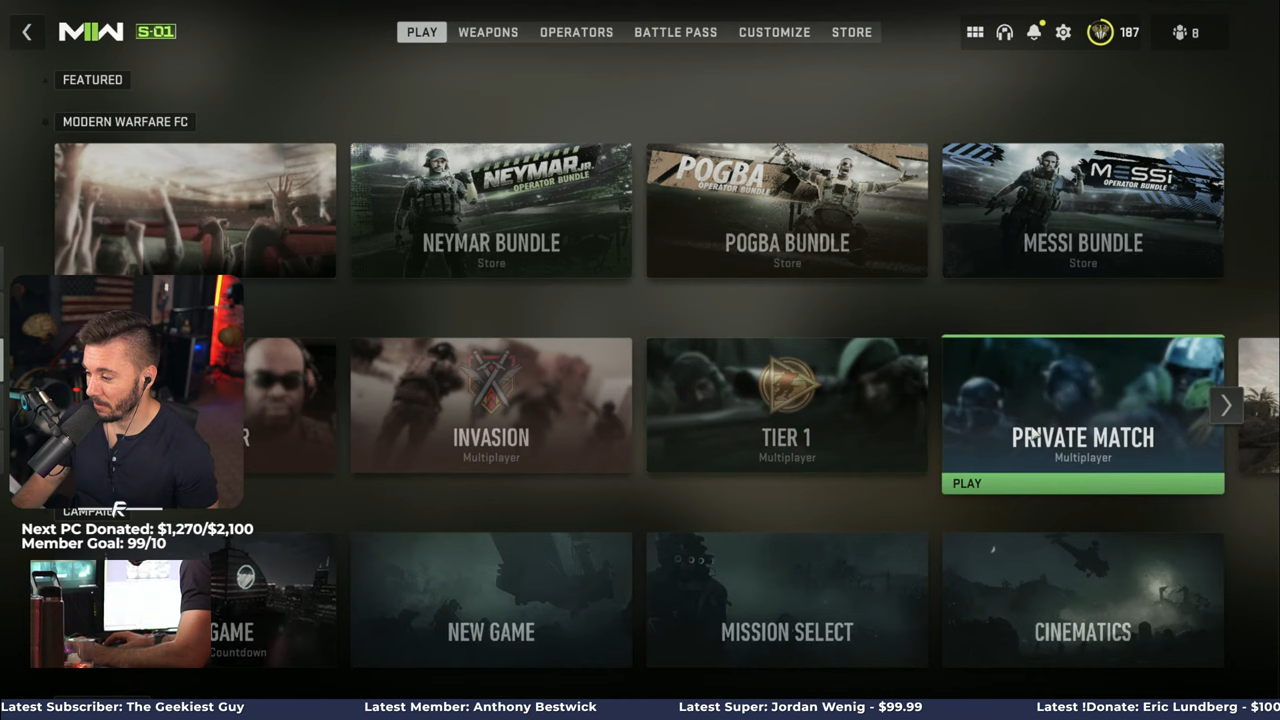 MW S-01
PLAY WEAPONS OPERATORS BATTLE PASS CUSTOMIZE STORE
187
8
FEATURED
MODERN WARFARE FC
NEYMAR JR.
OPERATOR BUNDLE
NEYMAR BUNDLE
Store
POGBA
OPERATOR BUNDLE
POGBA BUNDLE
Store
MESSI
OPERATOR BUNDLE
MESSI BUNDLE
Store
R
INVASION
Multiplayer
TIER 1
Multiplayer
PRIVATE MATCH
Multiplayer
PLAY
Next PC Donated: $1,270/$2,100
Member Goal: 99/10
GAME
Countdown
NEW GAME
MISSION SELECT
CINEMATICS
Latest Subscriber: The Geekiest Guy
Latest Member: Anthony Bestwick
Latest Super: Jordan Wenig - $99.99
Latest !Donate: Eric Lundberg - $100